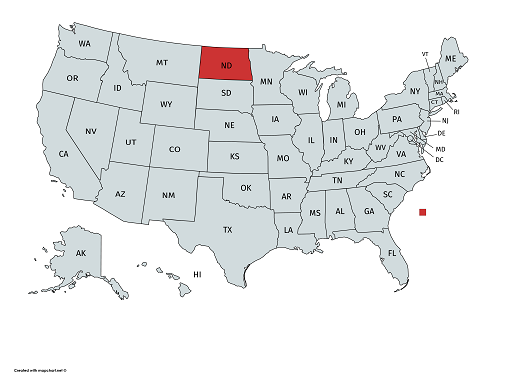 WA
MT
ND
MN
OR
ID
WY
SD
WI
MI
NY
VT
NH
ME
MA
CT
RI
NV
UT
CO
NE
IA
IL
IN
OH
PA
NJ
DE
MD
DC
CA
AZ
NM
KS
MO
KY
WV
VA
OK
AR
TN
NC
SC
TX
LA
MS
AL
GA
FL
AK
HI
Created with mapchart.net ©